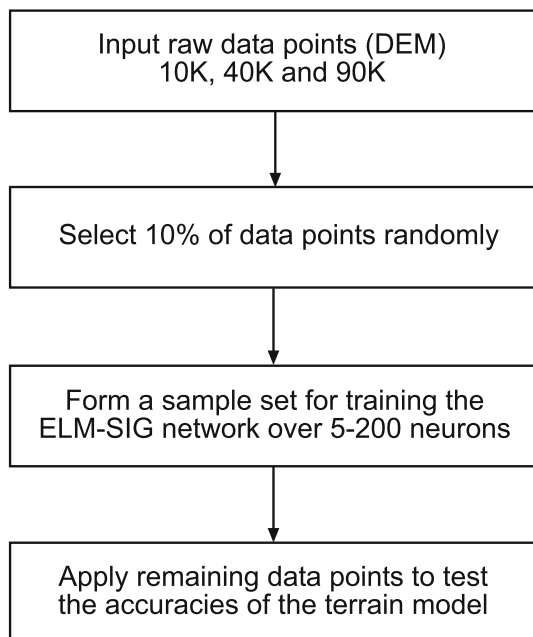 Input raw data points (DEM)
10K, 40K and 90K
Select 10% of data points randomly
Form a sample set for training the
ELM-SIG network over 5-200 neurons
Apply remaining data points to test
the accuracies of the terrain model